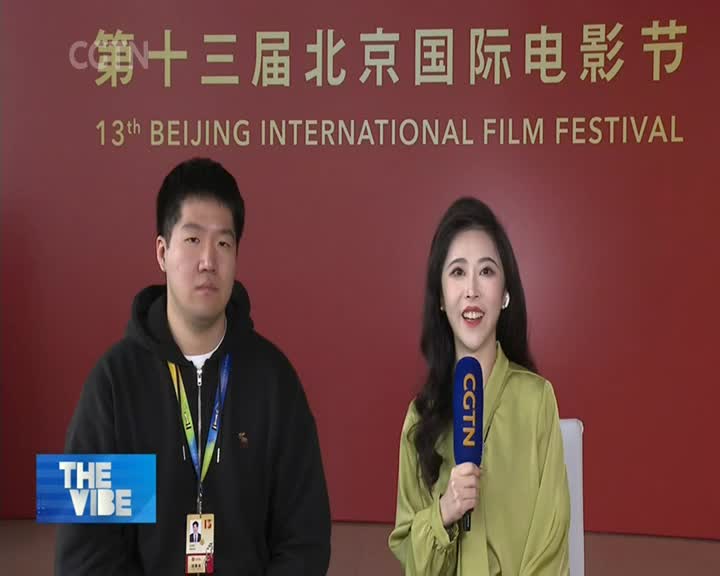 CGTN
第十三届北京国际电影节
13th BEIJING INTERNATIONAL FILM FESTIVAL
CGTN
THE
VIBE
13